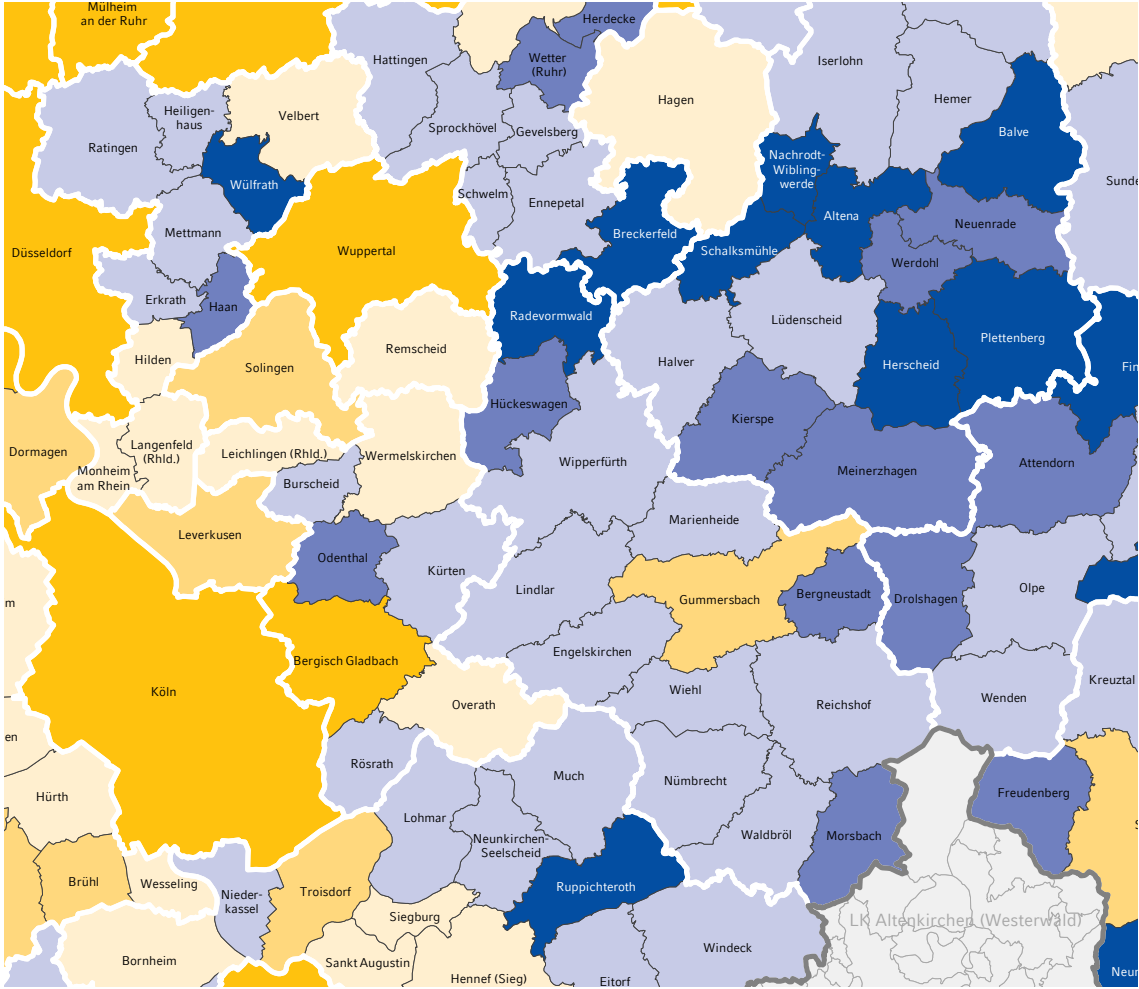 Mülheim
an der Ruhr
Herdecke
Hattingen
Wetter
(Ruhr)
Iserlohn
Hagen
Hemer
Heiligen-
haus
Velbert
Sprockhövel
Gevelsberg
Balve
Ratingen
Nachrodt-
Wibling-
werde
Wülfrath
Schwelm
Ennepetal
Sunde
Altena
Mettmann
Breckerfeld
Neuenrade
Düsseldorf
Wuppertal
Schalksmühle
Werdohl
Erkrath
Haan
Radevormwald
Lüdenscheid
Plettenberg
Remscheid
Hilden
Solingen
Halver
Herscheid
Fin
Hückeswagen
Kierspe
Dormagen
Langenfeld
(Rhld.)
Leichlingen (Rhld.)
Wermelskirchen
Wipperfürth
Meinerzhagen
Attendorn
Monheim
am Rhein
Burscheid
Marienheide
Leverkusen
Odenthal
Kürten
Lindlar
Gummersbach
Bergneustadt
Drolshagen
Olpe
m
Engelskirchen
Bergisch Gladbach
Köln
Wiehl
Kreuztal
Overath
Reichshof
Wenden
en
Rösrath
Much
Nümbrecht
Hürth
Freudenberg
Lohmar
Neunkirchen-
Seelscheid
Waldbröl
Morsbach
S
Brühl
Wesseling
Troisdorf
Ruppichteroth
Nieder-
kassel
Siegburg
LK Altenkirchen (Westerwald)
Windeck
Bornheim
Sankt Augustin
Hennef (Sieg)
Eitorf
Neun